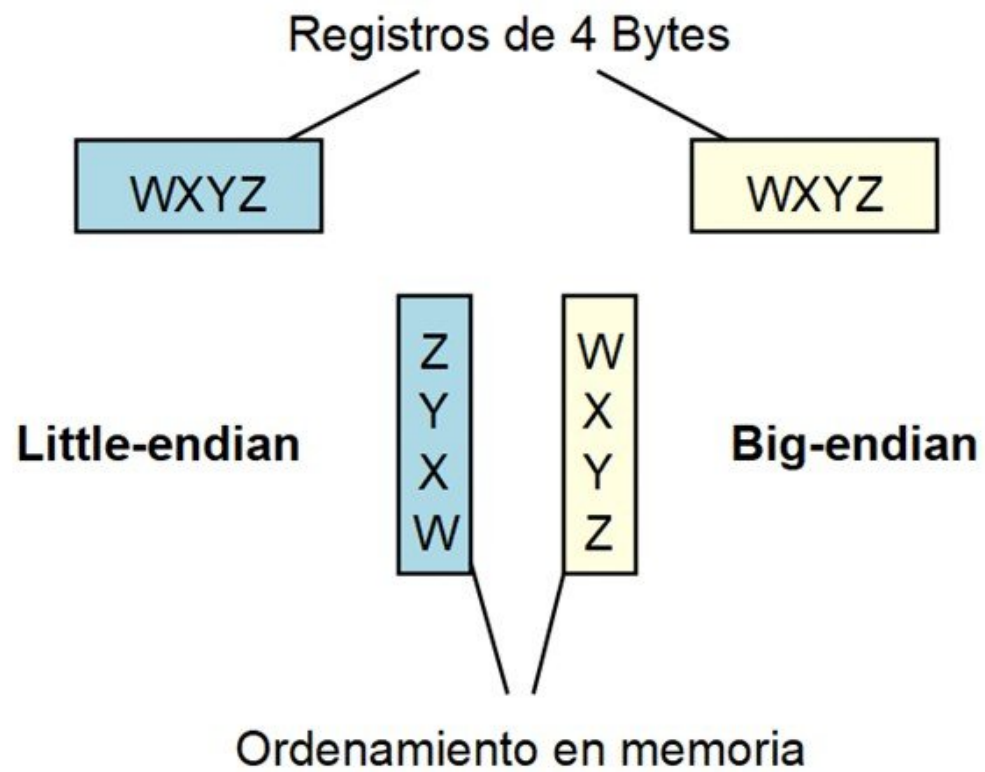 Registros de 4 Bytes
WXYZ
WXYZ
Little-endian
Z
Y
X
W
W
X
Y
Z
Big-endian
Ordenamiento en memoria